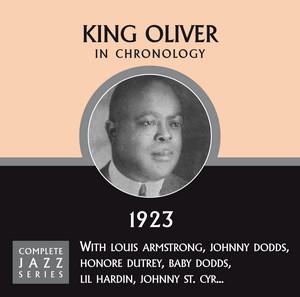 KING OLIVER
IN CHRONOLOGY
1923
COMPLETE
JAZZ
SERIES
WITH LOUIS ARMSTRONG, JOHNNY DODDS,
HONORE DUTREY, BABY DODDS,
LIL HARDIN, JOHNNY ST. CYR...